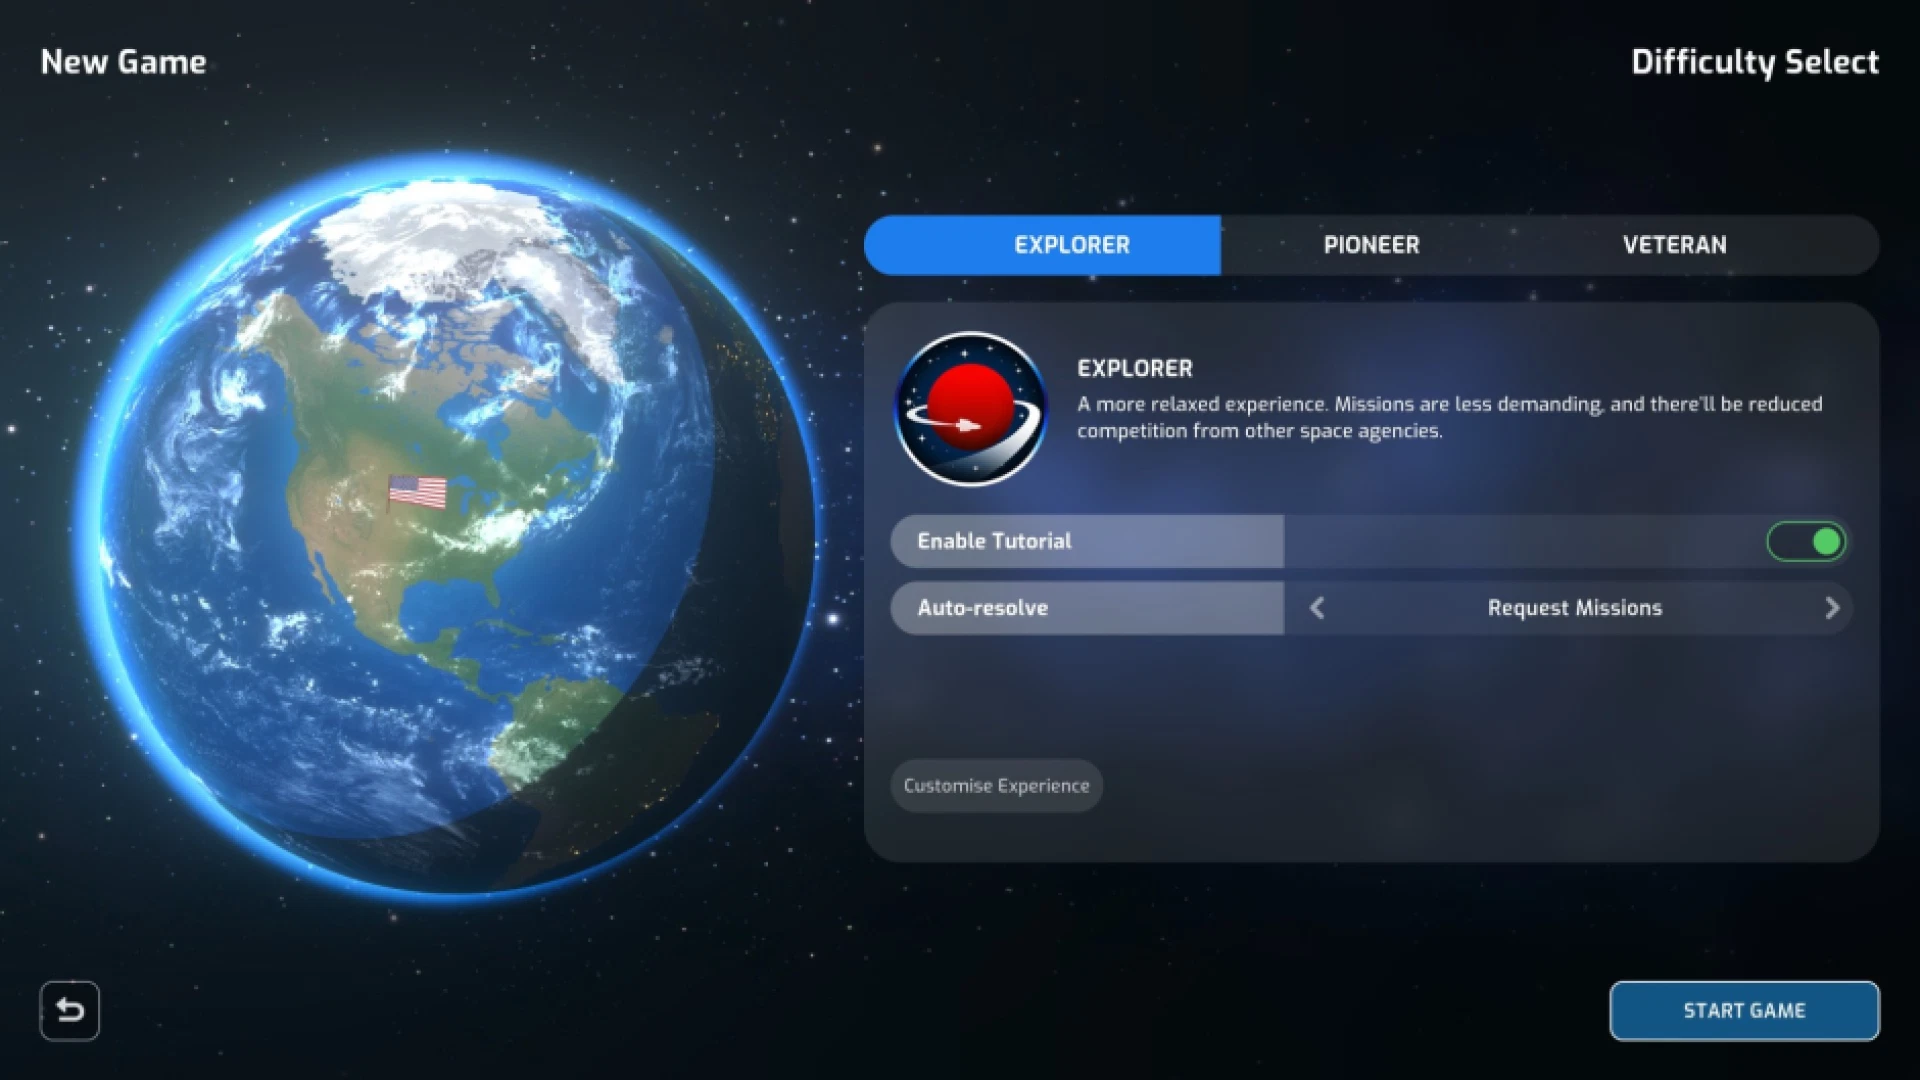 New Game
Difficulty Select
EXPLORER
PIONEER
VETERAN
EXPLORER
A more relaxed experience. Missions are less demanding, and there'll be reduced
competition from other space agencies.
Enable Tutorial
Auto-resolve
Request Missions
Customise Experience
START GAME